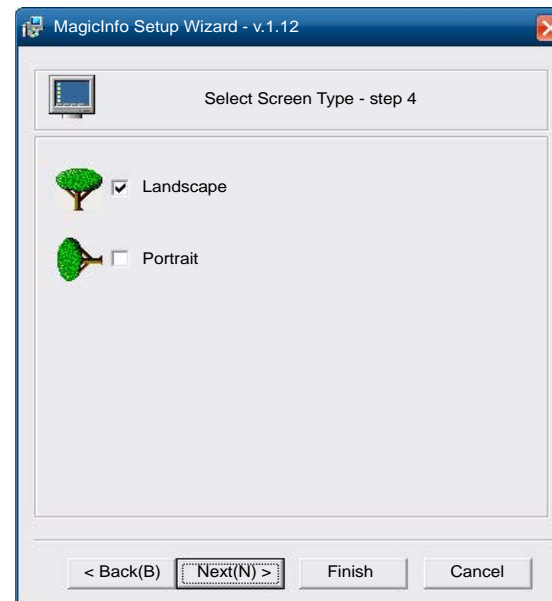 MagicInfo Setup Wizard - v.1.12
Select Screen Type - step 4
Landscape
Portrait
< Back(B) Next(N) > Finish Cancel